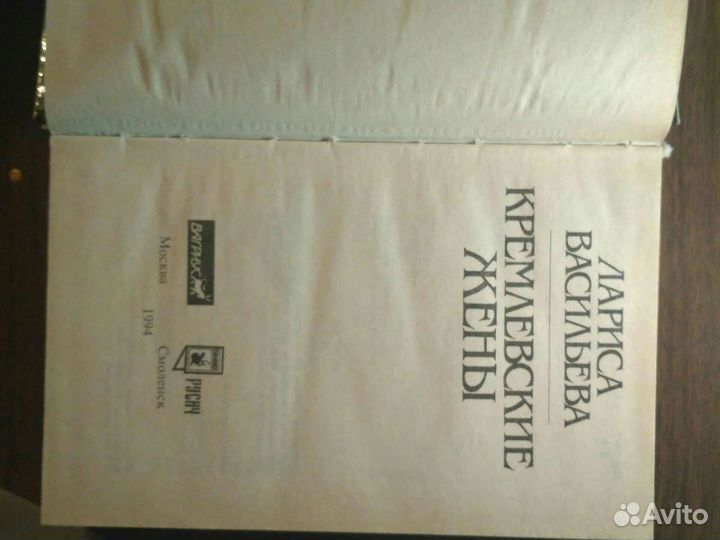 ЛАРИСА
ВАСИЛЬЕВА
КРЕМЛЕВСКИЕ
ЖЕНЫ
ВАГРИУС
Москва
1994
РУСИЧ
Смоленск
Avito